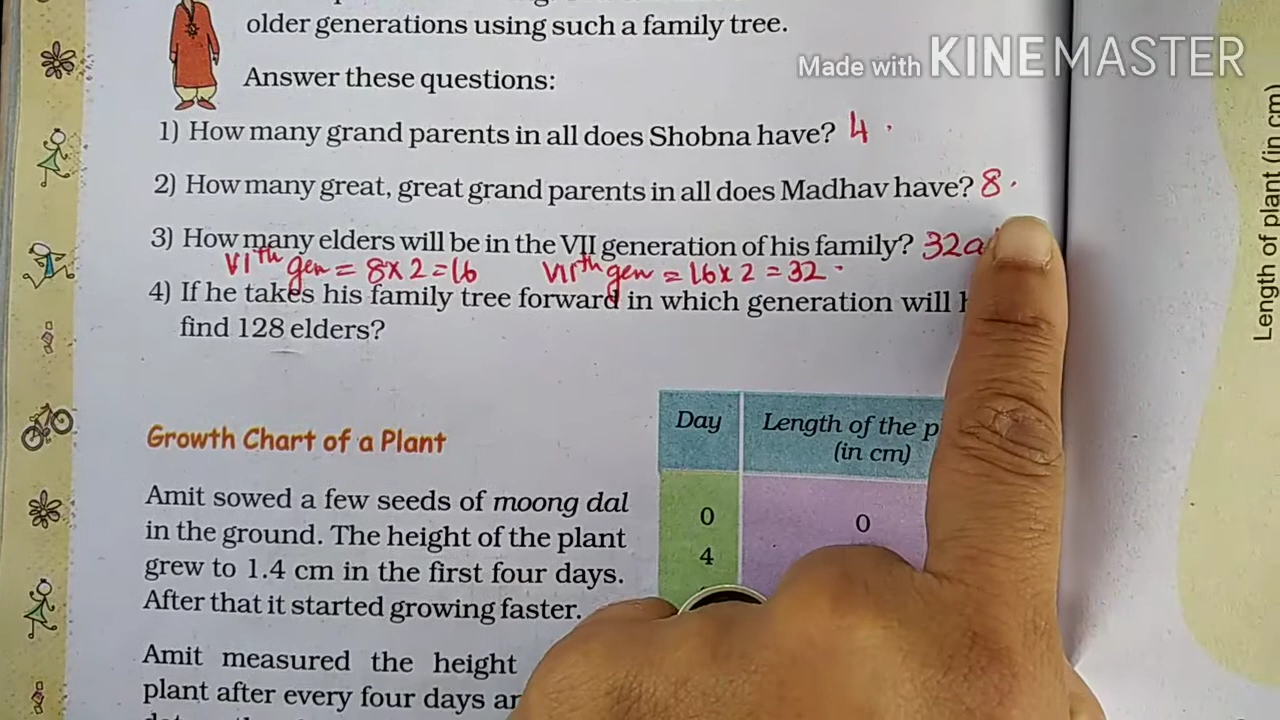 older generations using such a family tree.
Made with KINEMASTER
Answer these questions:
1) How many grand parents in all does Shobna have? 4.
2) How many great, great grand parents in all does Madhav have? 8.
3) How many elders will be in the VII generation of his family? 32
VIth gen = 8x2=16 VIIth gen = 16x2=32.
4) If he takes his family tree forward in which generation will
find 128 elders?
Growth Chart of a Plant
Day Length of the
(in cm)
0 0
4
Amit sowed a few seeds of moong dal
in the ground. The height of the plant
grew to 1.4 cm in the first four days.
After that it started growing faster.
Amit measured the height
plant after every four days
Length of plant (in cm)